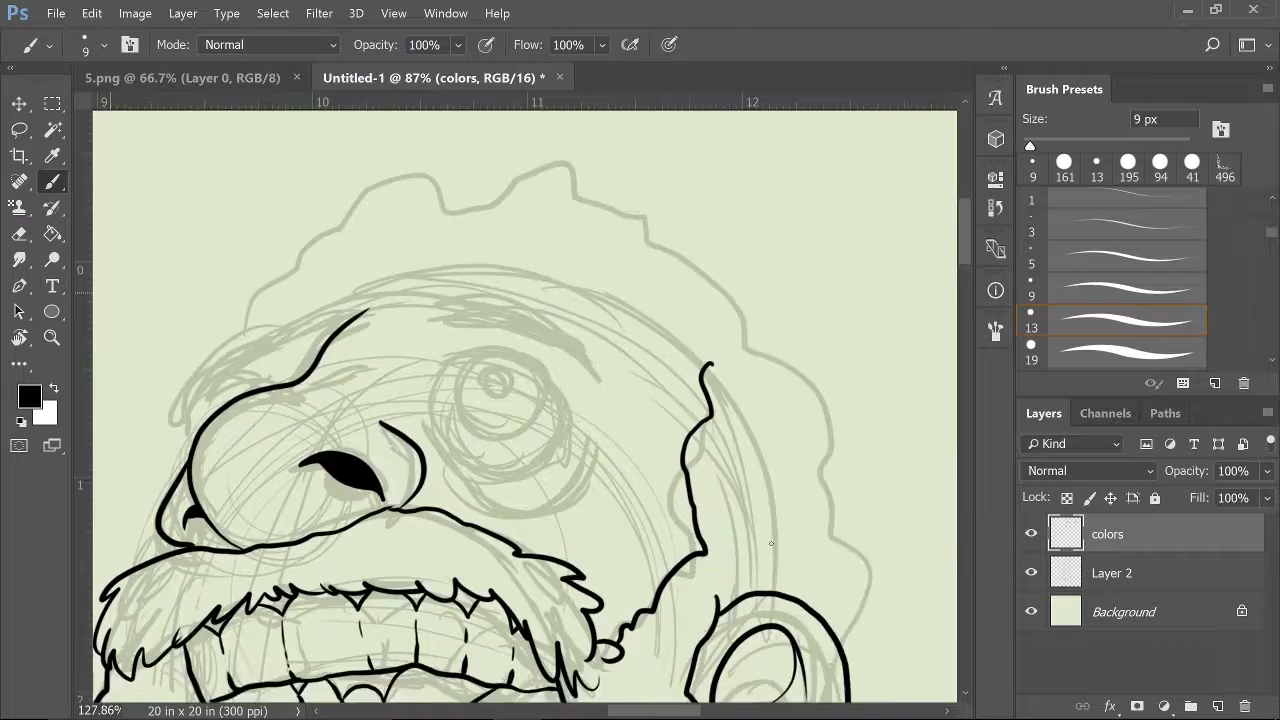 Ps File Edit Image Layer Type Select Filter 3D View Window Help
9 Mode: Normal Opacity: 100% Flow: 100%
5.png @ 66.7% (Layer 0, RGB/8) × Untitled-1 @ 87% (colors, RGB/16) * ×
9 10 11 12
0
1
T
A
Brush Presets
Size: 9 px
9 161 13 195 94 41 496
1
3
5
9
13
19
Layers Channels Paths
Kind T
Normal Opacity: 100%
Lock: Fill: 100%
colors
Layer 2
Background
fx
127.86% 20 in x 20 in (300 ppi)